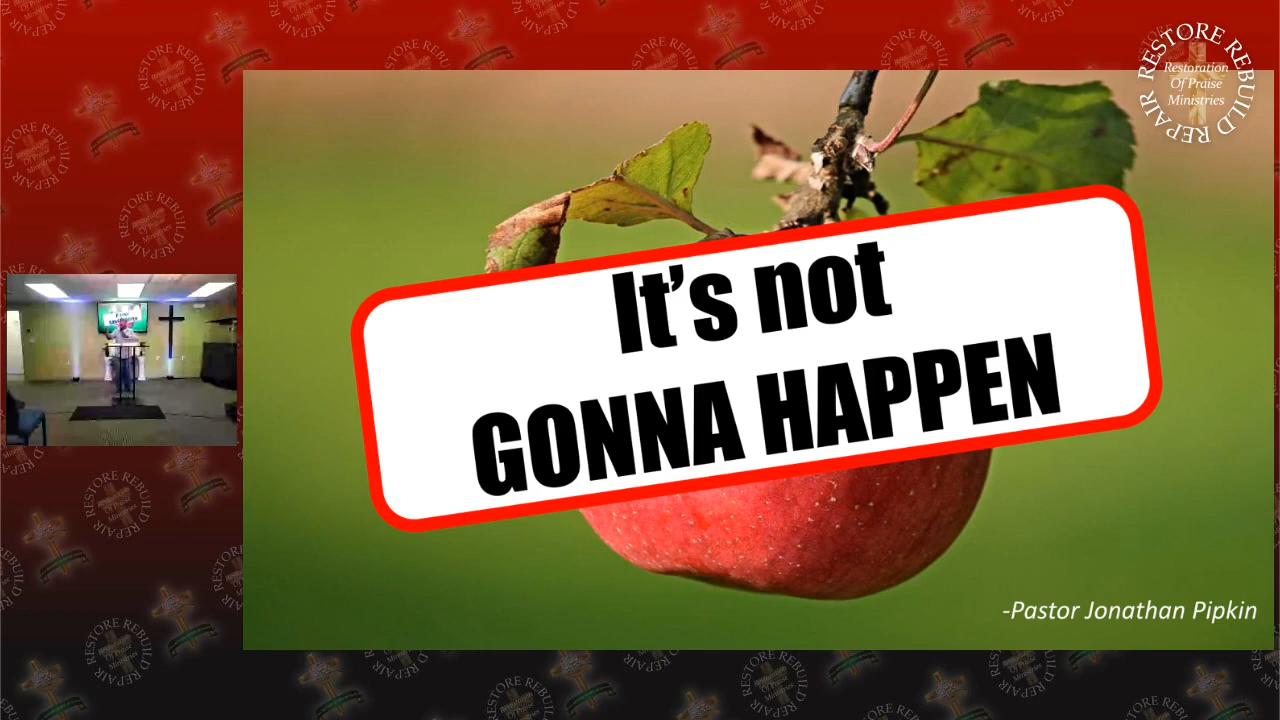 RESTORE REBUILD REPAIR
Restoration
Of Praise
Ministries
It's not
GONNA HAPPEN
-Pastor Jonathan Pipkin